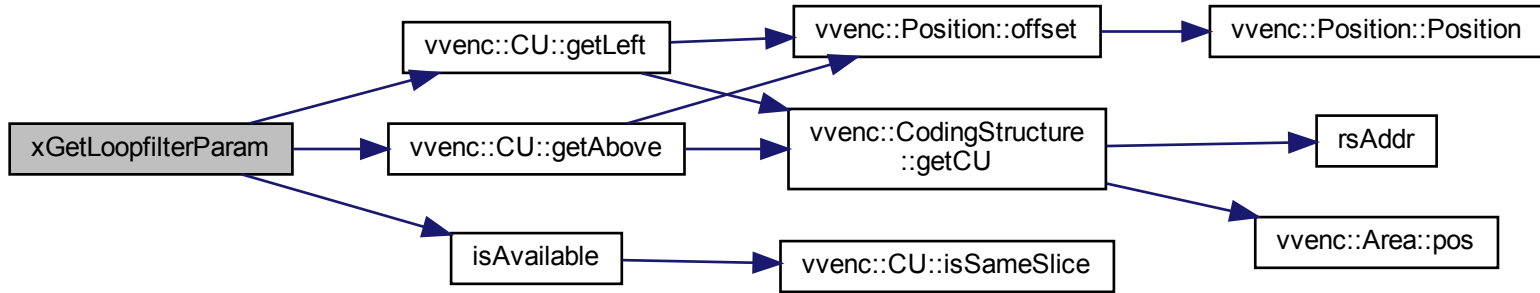 xGetLoopfilterParam
vvenc::CU::getLeft
vvenc::CU::getAbove
isAvailable
vvenc::Position::offset
vvenc::CodingStructure
::getCU
vvenc::CU::isSameSlice
vvenc::Position::Position
rsAddr
vvenc::Area::pos